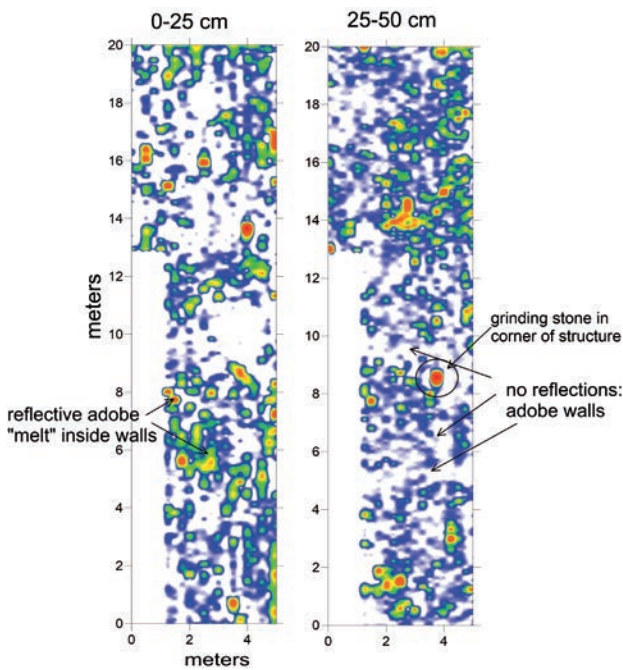 0-25 cm
25-50 cm
20
18
16
14
12
10
8
6
4
2
0
meters
0
2
4
meters
reflective adobe
"melt" inside walls
20
18
16
14
12
10
8
6
4
2
0
0
2
4
grinding stone in
corner of structure
no reflections:
adobe walls